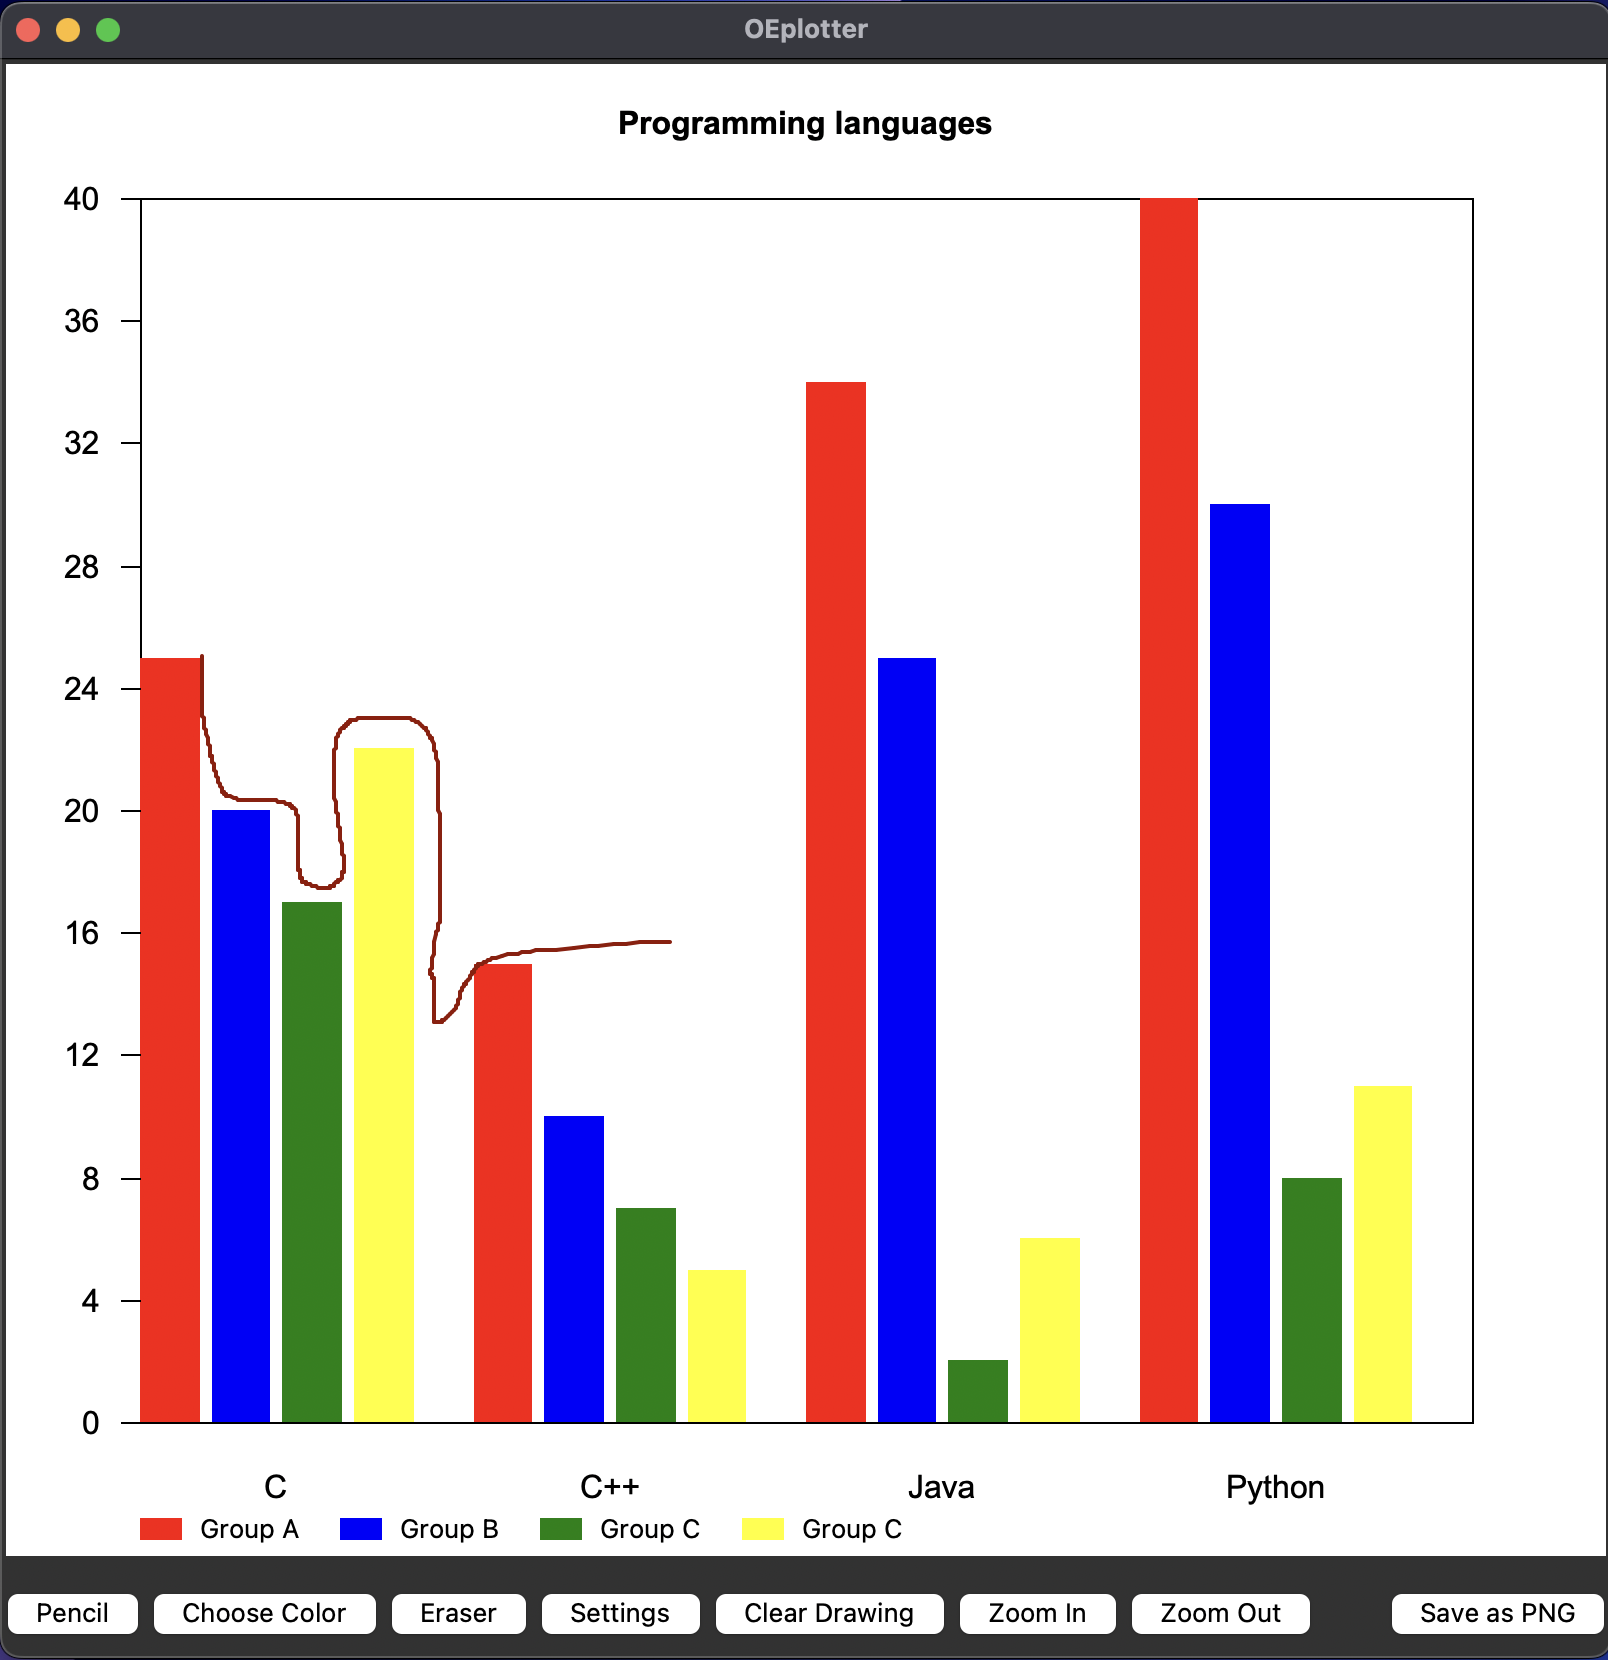 OEplotter
Programming languages
40
36
32
28
24
20
16
12
8
4
0
C C++ Java Python
Group A Group B Group C Group C
Pencil Choose Color Eraser Settings Clear Drawing Zoom In Zoom Out Save as PNG